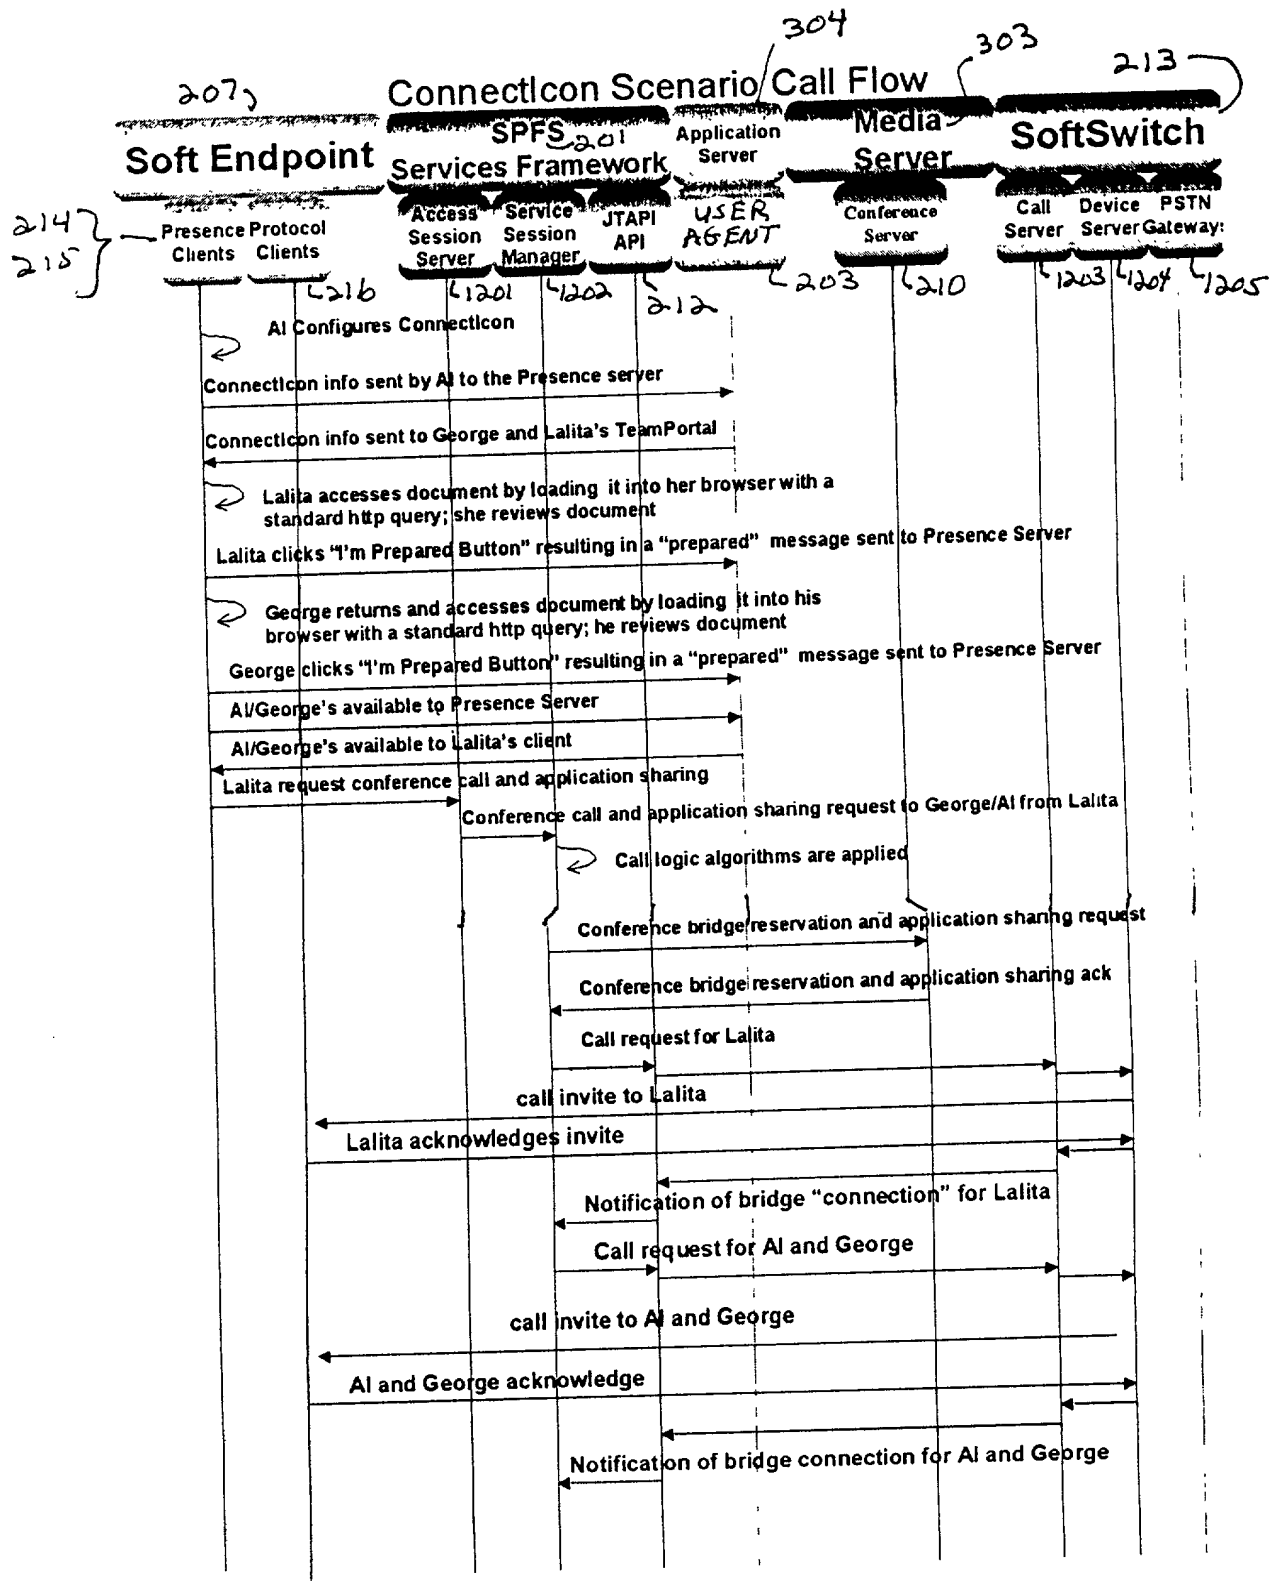 304
303
213
207
ConnectIcon Scenario Call Flow
Soft Endpoint
SPFS 201
Services Framework
Application
Server
Media
Server
SoftSwitch
214
215
Presence
Clients
Protocol
Clients
Access
Session
Server
Service
Session
Manager
JTAPI
API
USER
AGENT
Conference
Server
Call
Server
Device
Server
PSTN
Gateway:
216
1201
1202
212
203
210
1203
1204
1205
Al Configures ConnectIcon
ConnectIcon info sent by Al to the Presence server
ConnectIcon info sent to George and Lalita's TeamPortal
Lalita accesses document by loading it into her browser with a
standard http query; she reviews document
Lalita clicks "I'm Prepared Button" resulting in a "prepared" message sent to Presence Server
George returns and accesses document by loading it into his
browser with a standard http query; he reviews document
George clicks "I'm Prepared Button" resulting in a "prepared" message sent to Presence Server
Al/George's available to Presence Server
Al/George's available to Lalita's client
Lalita request conference call and application sharing
Conference call and application sharing request to George/Al from Lalita
Call logic algorithms are applied
Conference bridge reservation and application sharing request
Conference bridge reservation and application sharing ack
Call request for Lalita
call invite to Lalita
Lalita acknowledges invite
Notification of bridge "connection" for Lalita
Call request for Al and George
call invite to Al and George
Al and George acknowledge
Notification of bridge connection for Al and George